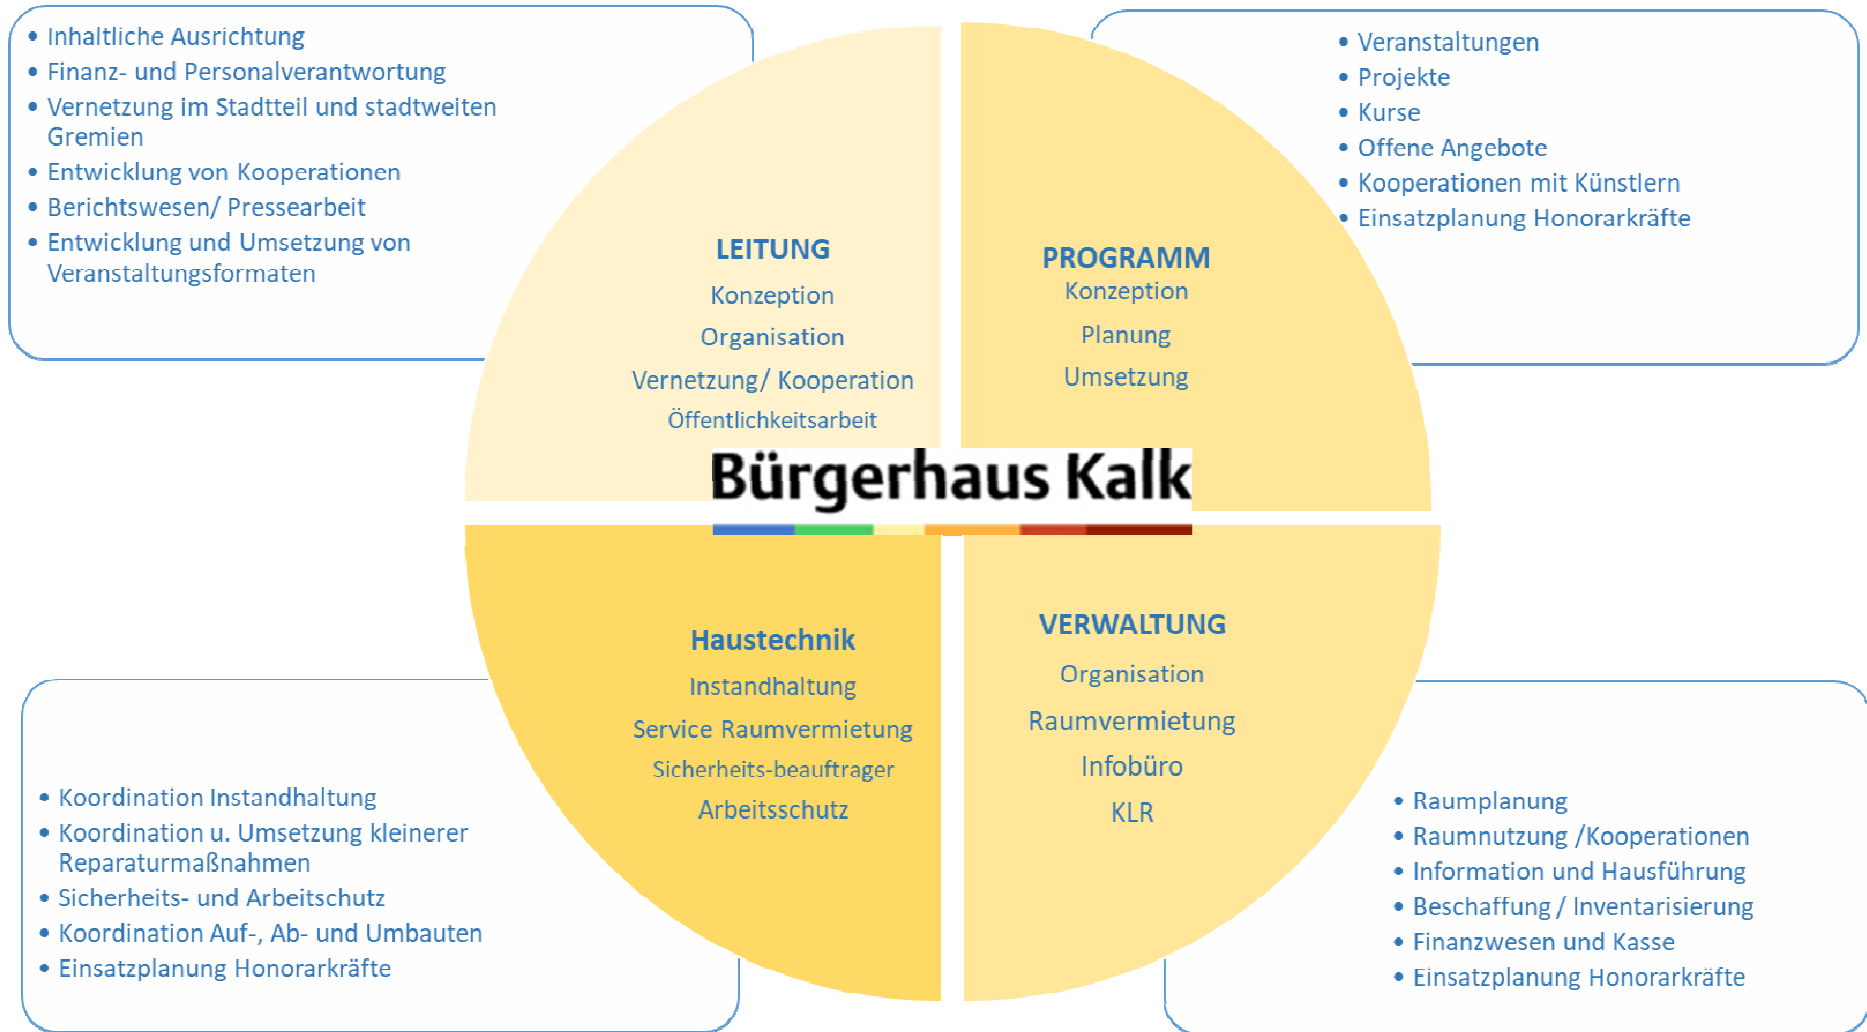 • Inhaltliche Ausrichtung
• Finanz- und Personalverantwortung
• Vernetzung im Stadtteil und stadtweiten
Gremien
• Entwicklung von Kooperationen
• Berichtswesen/ Pressearbeit
• Entwicklung und Umsetzung von
Veranstaltungsformaten
• Veranstaltungen
• Projekte
• Kurse
• Offene Angebote
• Kooperationen mit Künstlern
• Einsatzplanung Honorarkräfte
LEITUNG
Konzeption
Organisation
Vernetzung/ Kooperation
Öffentlichkeitsarbeit
PROGRAMM
Konzeption
Planung
Umsetzung
Bürgerhaus Kalk
Haustechnik
Instandhaltung
Service Raumvermietung
Sicherheits-beauftrager
Arbeitsschutz
VERWALTUNG
Organisation
Raumvermietung
Infobüro
KLR
• Koordination Instandhaltung
• Koordination u. Umsetzung kleinerer
Reparaturmaßnahmen
• Sicherheits- und Arbeitschutz
• Koordination Auf-, Ab- und Umbauten
• Einsatzplanung Honorarkräfte
• Raumplanung
• Raumnutzung /Kooperationen
• Information und Hausführung
• Beschaffung / Inventarisierung
• Finanzwesen und Kasse
• Einsatzplanung Honorarkräfte